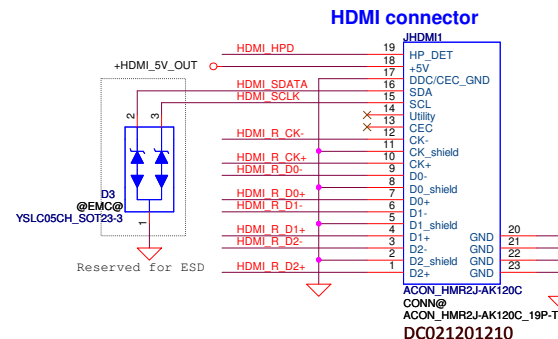 HDMI connector
JHDMI1
HDMI_HPD 19 HP_DET
+HDMI_5V_OUT 18 +5V
17 DDC/CEC_GND
HDMI_SDATA 16 SDA
HDMI_SCLK 15 SCL
14 Utility
13 CEC
HDMI_R_CK- 12 CK-
11 CK_shield
HDMI_R_CK+ 10 CK+
HDMI_R_D0- 9 D0-
8 D0_shield
HDMI_R_D0+ 7 D0+
HDMI_R_D1- 6 D1-
5 D1_shield
HDMI_R_D1+ 4 D1+ GND 20
HDMI_R_D2- 3 D2- GND 21
2 D2_shield GND 22
HDMI_R_D2+ 1 D2+ GND 23
2 3
D3
@EMC@
YSLC05CH_SOT23-3
1
Reserved for ESD
ACON_HMR2J-AK120C
CONN@
ACON_HMR2J-AK120C_19P-T
DC021201210